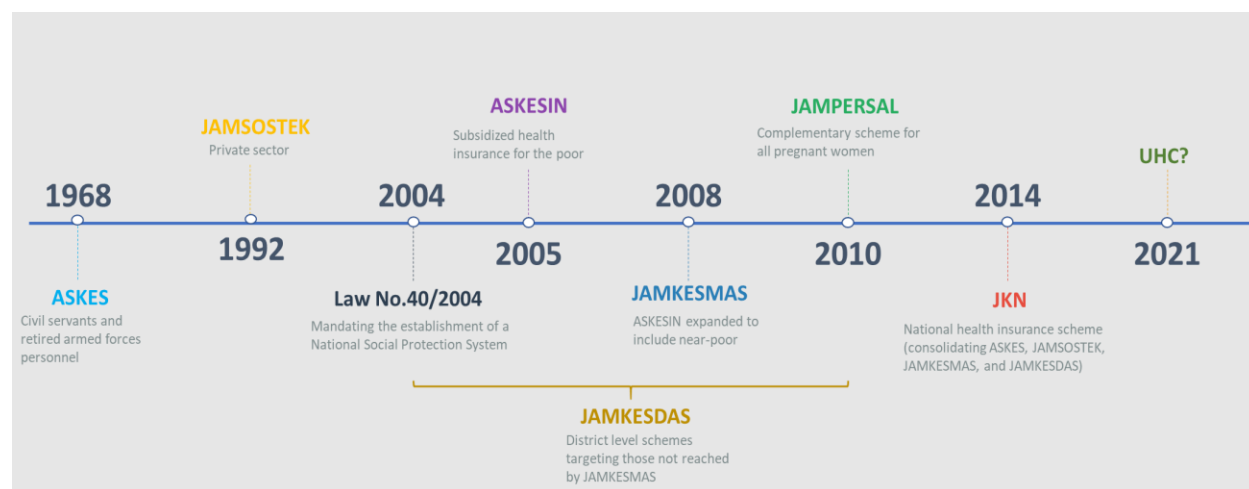 ASKESIN
Subsidized health
insurance for the poor
JAMPERSAL
Complementary scheme for
all pregnant women
JAMSOSTEK
Private sector
UHC?
1968
2004
2008
2014
1992
2005
2010
2021
ASKES
Civil servants and
retired armed forces
personnel
Law No.40/2004
Mandating the establishment of a
National Social Protection System
JAMKESMAS
ASKESIN expanded to
include near-poor
JKN
National health insurance scheme
(consolidating ASKES, JAMSOSTEK,
JAMKESMAS, and JAMKESDAS)
JAMKESDAS
District level schemes
targeting those not reached
by JAMKESMAS